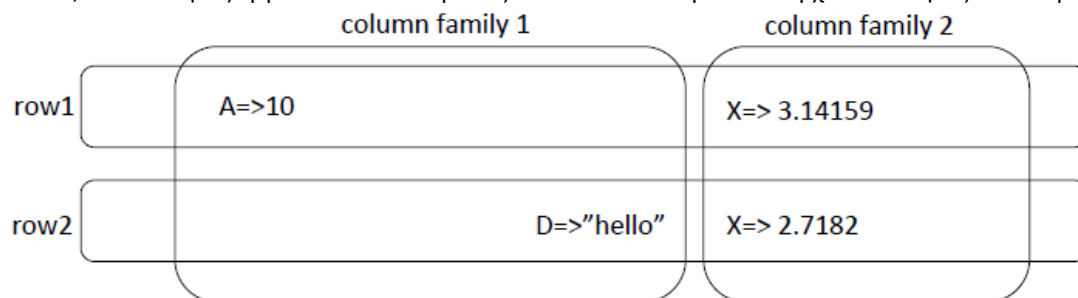 column family 1 column family 2
row1 A=>10 X=> 3.14159
row2 D=>”hello” X=> 2.7182